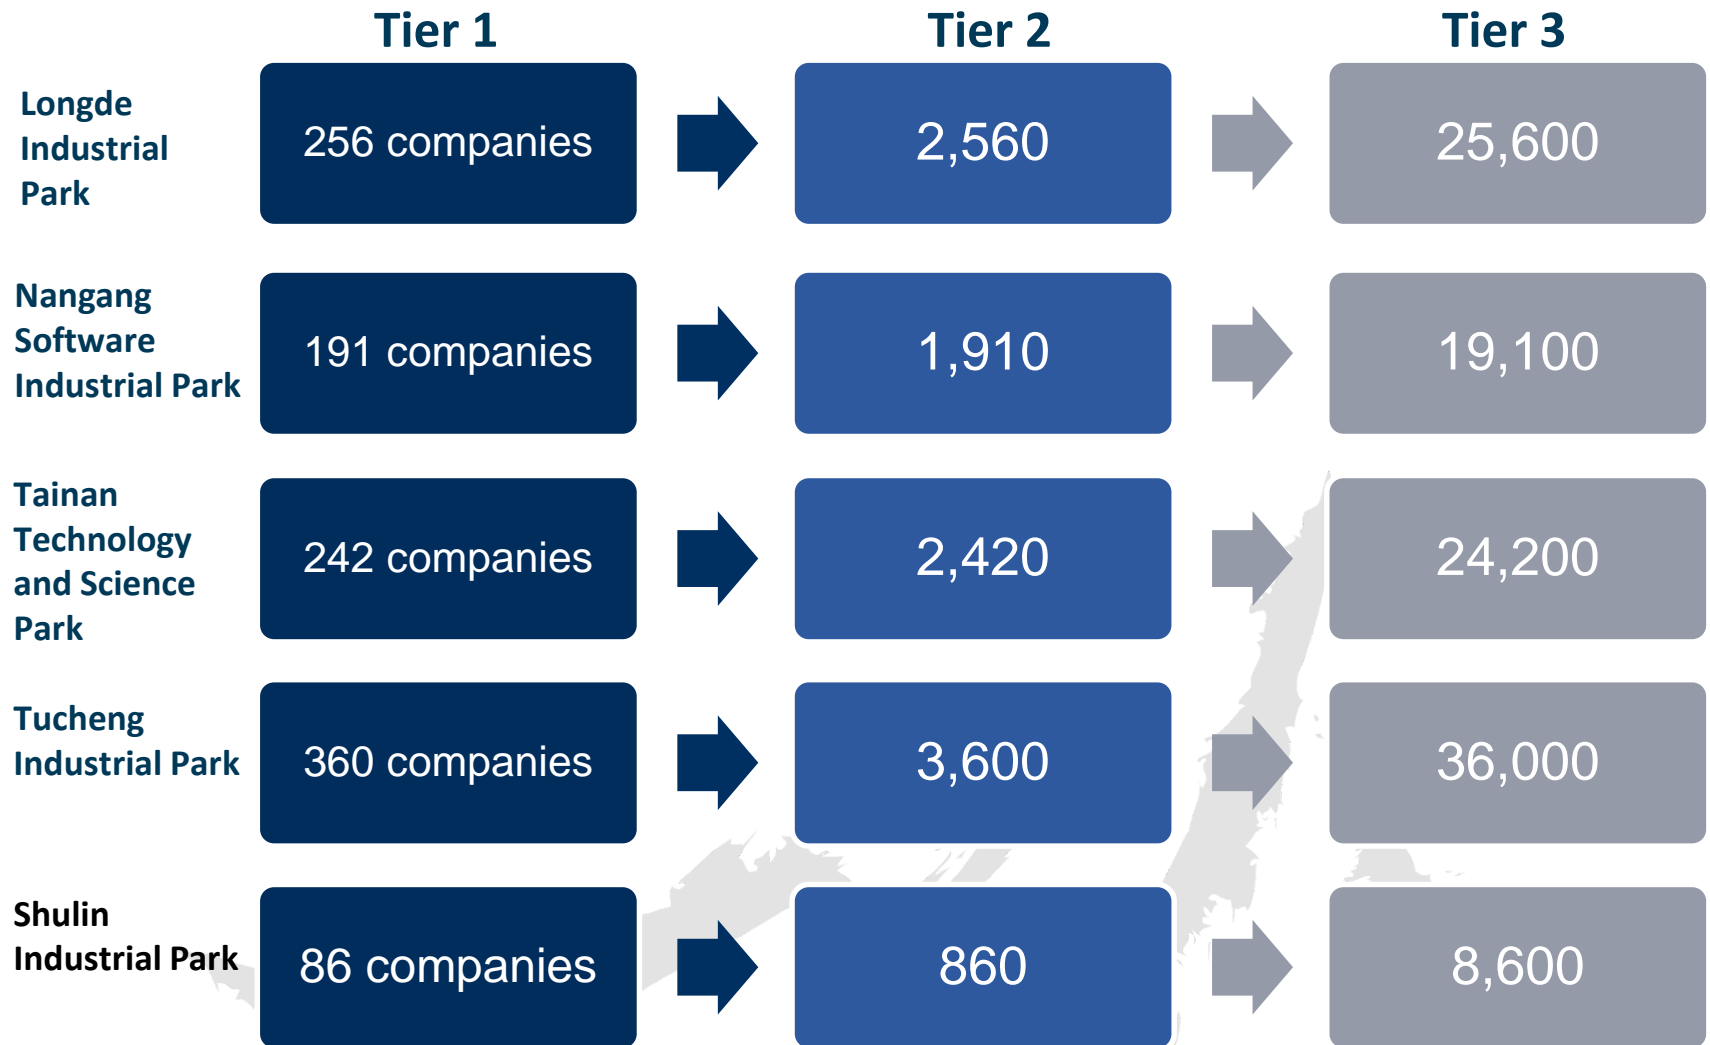 Tier 1
Tier 2
Tier 3
Longde
Industrial
Park
256 companies
2,560
25,600
Nangang
Software
Industrial Park
191 companies
1,910
19,100
Tainan
Technology
and Science
Park
242 companies
2,420
24,200
Tucheng
Industrial Park
360 companies
3,600
36,000
Shulin
Industrial Park
86 companies
860
8,600